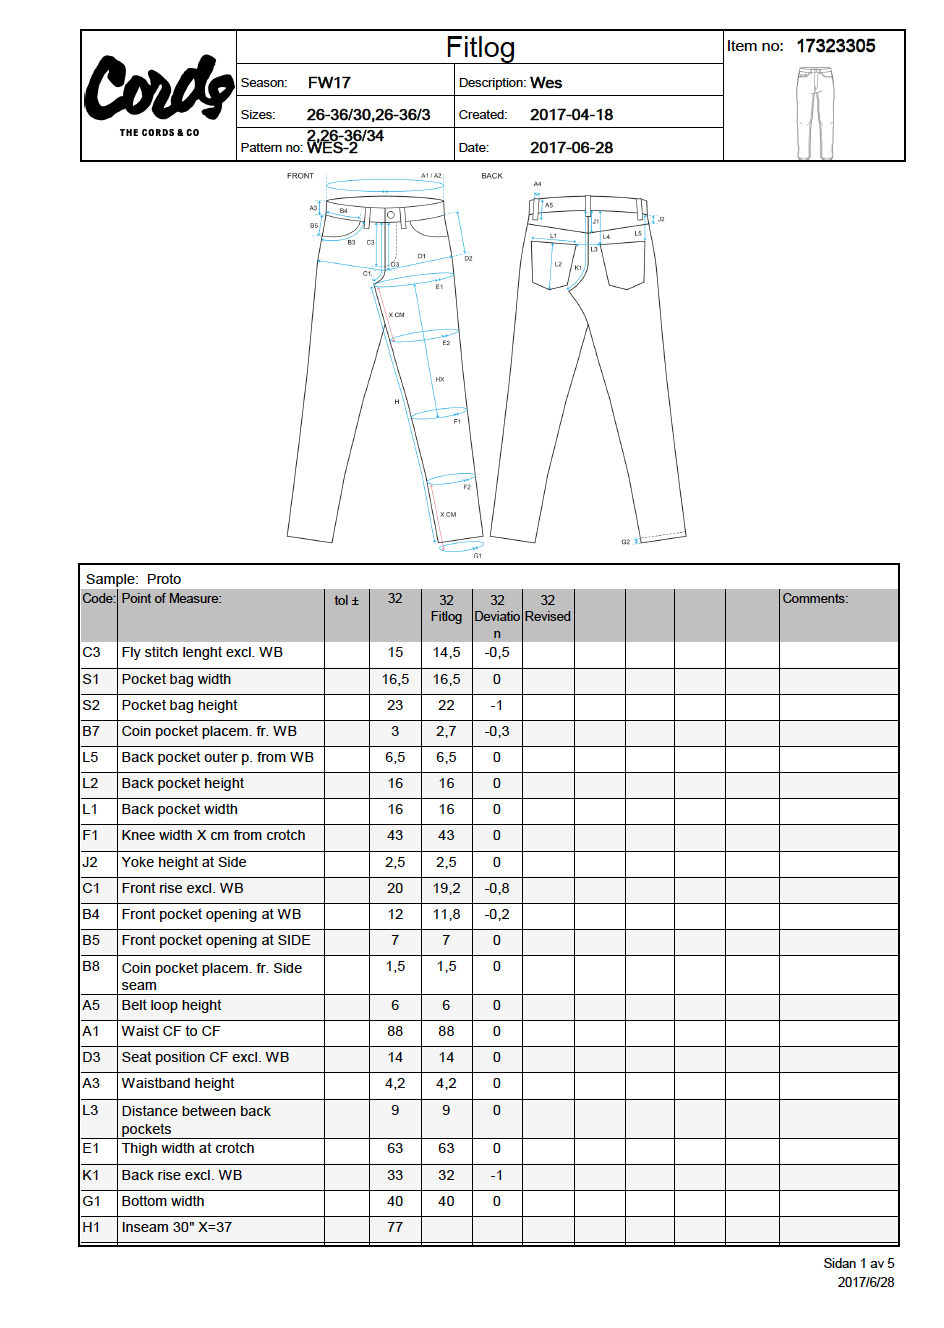 Cords
THE CORDS & CO
Fitlog
Item no: 17323305
Season: FW17
Description: Wes
Sizes: 26-36/30,26-36/3
2,26-36/34
Created: 2017-04-18
Pattern no: WES-2
Date: 2017-06-28
FRONT
A1 / A2
BACK
A4
A3
B4
A5
J2
B5
J1
B3
C3
L1
L4
L5
D1
D2
L3
D3
L2
K1
C1
E1
X CM
E2
HX
H
F1
F2
X CM
G2
G1
Sample: Proto
Code: Point of Measure: tol ± 32 32 Fitlog 32 Deviatio n 32 Revised Comments:
C3 Fly stitch lenght excl. WB 15 14,5 -0,5
S1 Pocket bag width 16,5 16,5 0
S2 Pocket bag height 23 22 -1
B7 Coin pocket placem. fr. WB 3 2,7 -0,3
L5 Back pocket outer p. from WB 6,5 6,5 0
L2 Back pocket height 16 16 0
L1 Back pocket width 16 16 0
F1 Knee width X cm from crotch 43 43 0
J2 Yoke height at Side 2,5 2,5 0
C1 Front rise excl. WB 20 19,2 -0,8
B4 Front pocket opening at WB 12 11,8 -0,2
B5 Front pocket opening at SIDE 7 7 0
B8 Coin pocket placem. fr. Side 1,5 1,5 0
seam
A5 Belt loop height 6 6 0
A1 Waist CF to CF 88 88 0
D3 Seat position CF excl. WB 14 14 0
A3 Waistband height 4,2 4,2 0
L3 Distance between back 9 9 0
pockets
E1 Thigh width at crotch 63 63 0
K1 Back rise excl. WB 33 32 -1
G1 Bottom width 40 40 0
H1 Inseam 30" X=37 77
Sidan 1 av 5
2017/6/28